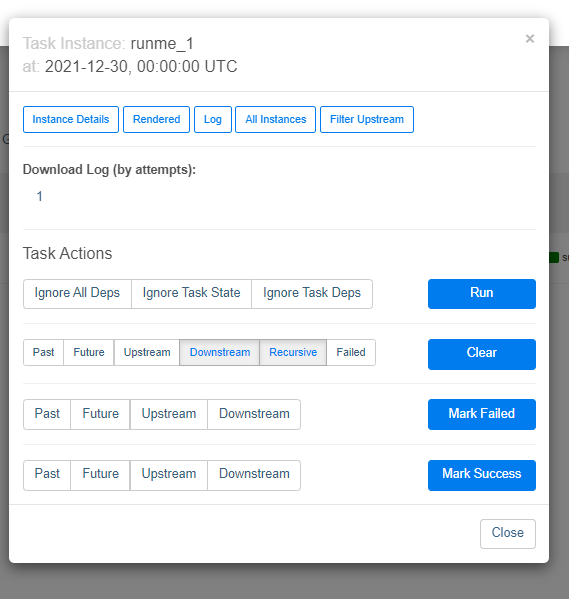 Task Instance: runme_1
×
at: 2021-12-30, 00:00:00 UTC
Instance Details Rendered Log All Instances Filter Upstream
Download Log (by attempts):
1
Task Actions
Ignore All Deps Ignore Task State Ignore Task Deps Run
Past Future Upstream Downstream Recursive Failed Clear
Past Future Upstream Downstream Mark Failed
Past Future Upstream Downstream Mark Success
Close